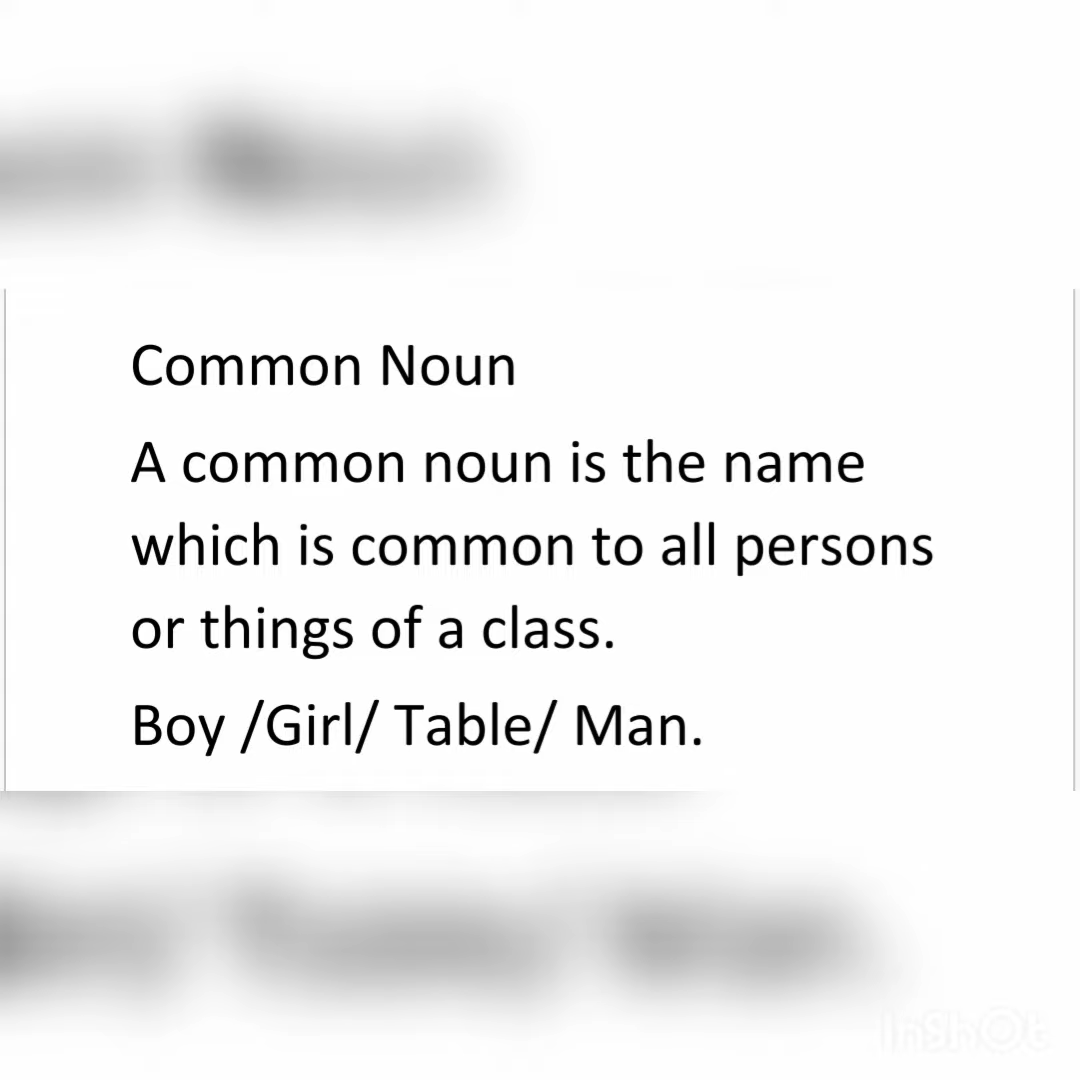 Common Noun
A common noun is the name
which is common to all persons
or things of a class.
Boy /Girl/ Table/ Man.
InShOt